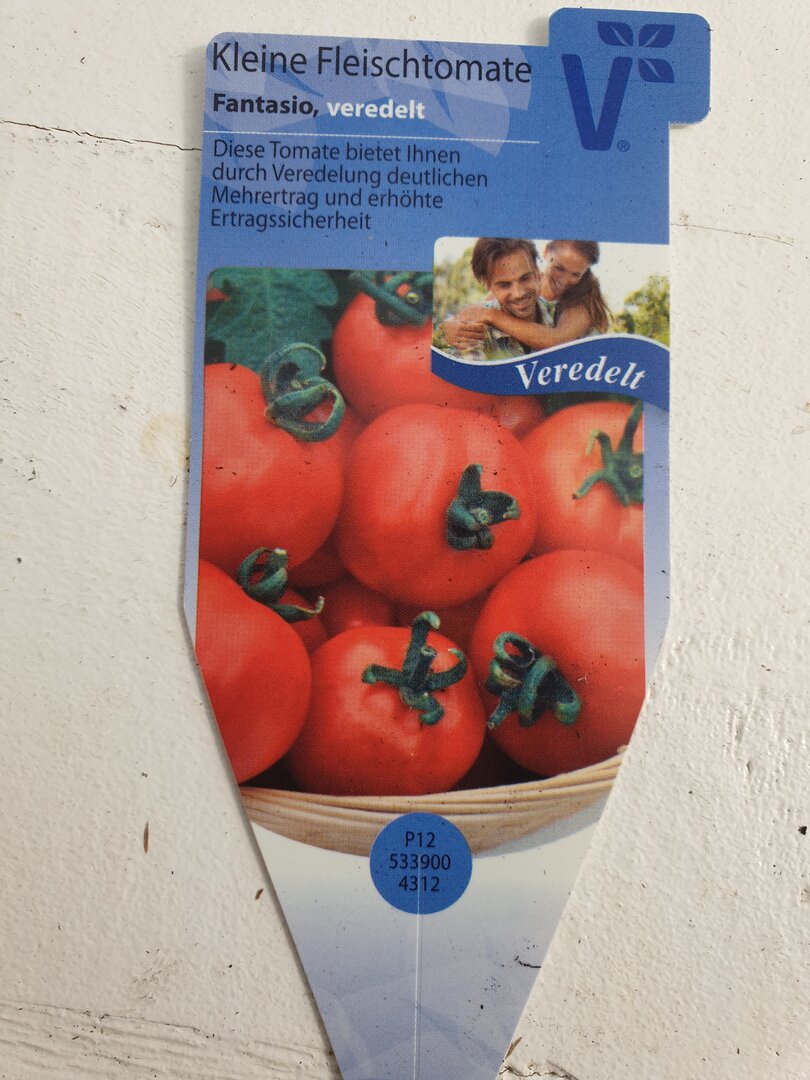 Kleine Fleischtomate
V®
Fantasio, veredelt
Diese Tomate bietet Ihnen
durch Veredelung deutlichen
Mehrertrag und erhöhte
Ertragssicherheit
Veredelt
P12
533900
4312